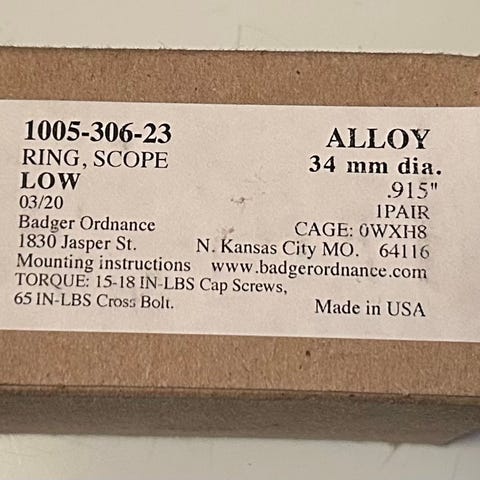 1005-306-23
RING, SCOPE
LOW
03/20
Badger Ordnance
1830 Jasper St.
ALLOY
34 mm dia.
.915"
1PAIR
CAGE: 0WXH8
N. Kansas City MO. 64116
Mounting instructions www.badgerordnance.com
TORQUE: 15-18 IN-LBS Cap Screws,
65 IN-LBS Cross Bolt.
Made in USA